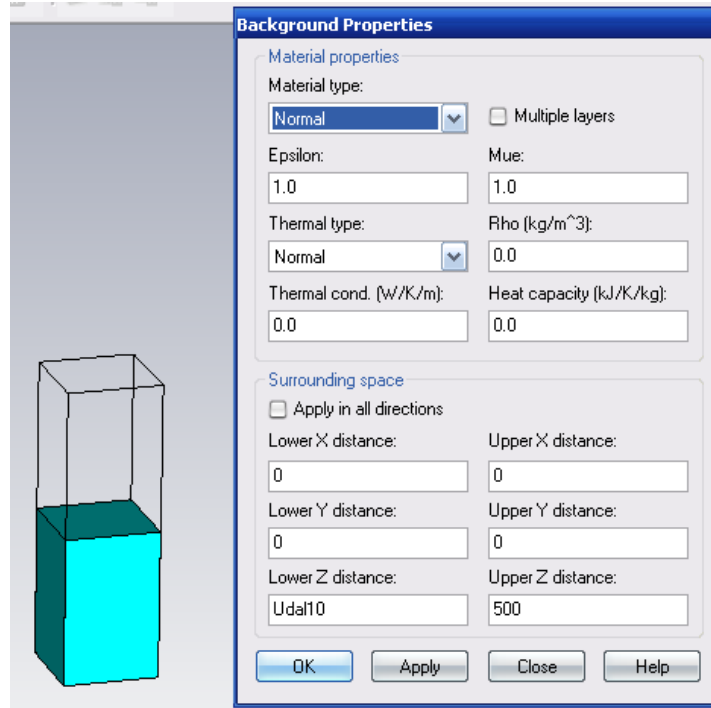 Background Properties
Material properties
Material type:
Normal
Multiple layers
Epsilon: Mue:
1.0 1.0
Thermal type: Rho (kg/m^3):
Normal 0.0
Thermal cond. (W/K/m): Heat capacity (kJ/K/kg):
0.0 0.0
Surrounding space
Apply in all directions
Lower X distance: Upper X distance:
0 0
Lower Y distance: Upper Y distance:
0 0
Lower Z distance: Upper Z distance:
Udal10 500
OK Apply Close Help